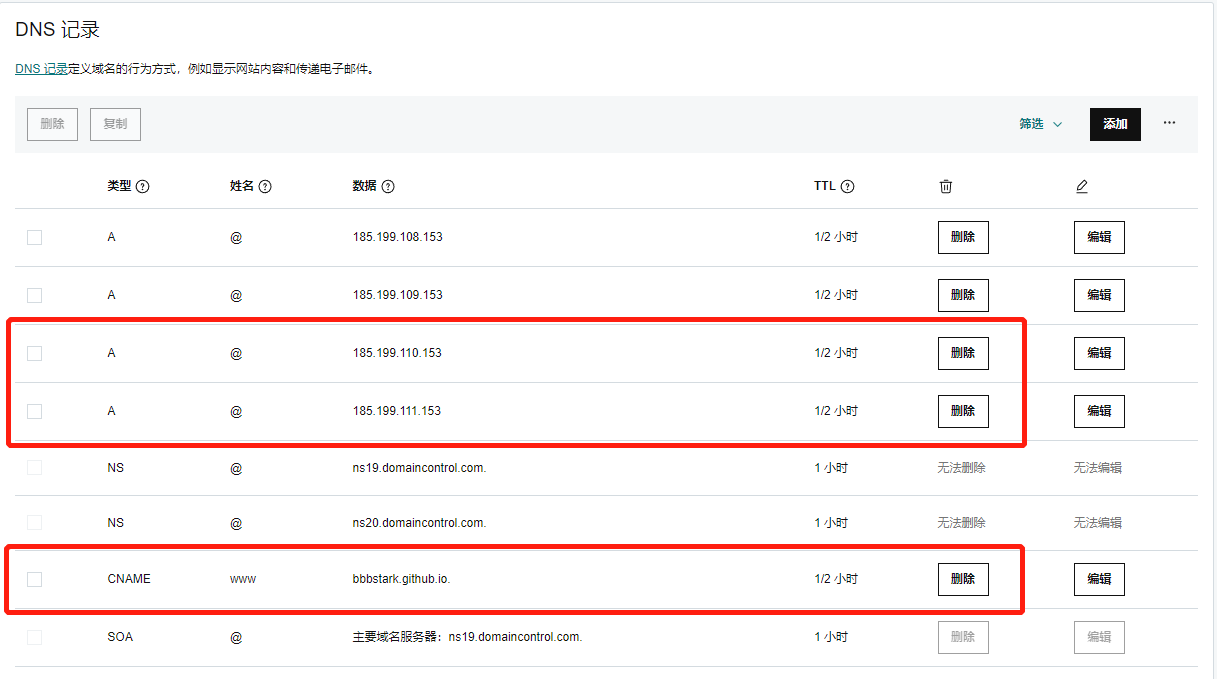 DNS 记录
DNS 记录定义域名的行为方式，例如显示网站内容和传递电子邮件。
删除 复制 筛选 添加 ...
类型 ? 姓名 ? 数据 ? TTL ?
A @ 185.199.108.153 1/2 小时 删除 编辑
A @ 185.199.109.153 1/2 小时 删除 编辑
A @ 185.199.110.153 1/2 小时 删除 编辑
A @ 185.199.111.153 1/2 小时 删除 编辑
NS @ ns19.domaincontrol.com. 1 小时 无法删除 无法编辑
NS @ ns20.domaincontrol.com. 1 小时 无法删除 无法编辑
CNAME www bbbstark.github.io. 1/2 小时 删除 编辑
SOA @ 主要域名服务器：ns19.domaincontrol.com. 1 小时 删除 编辑